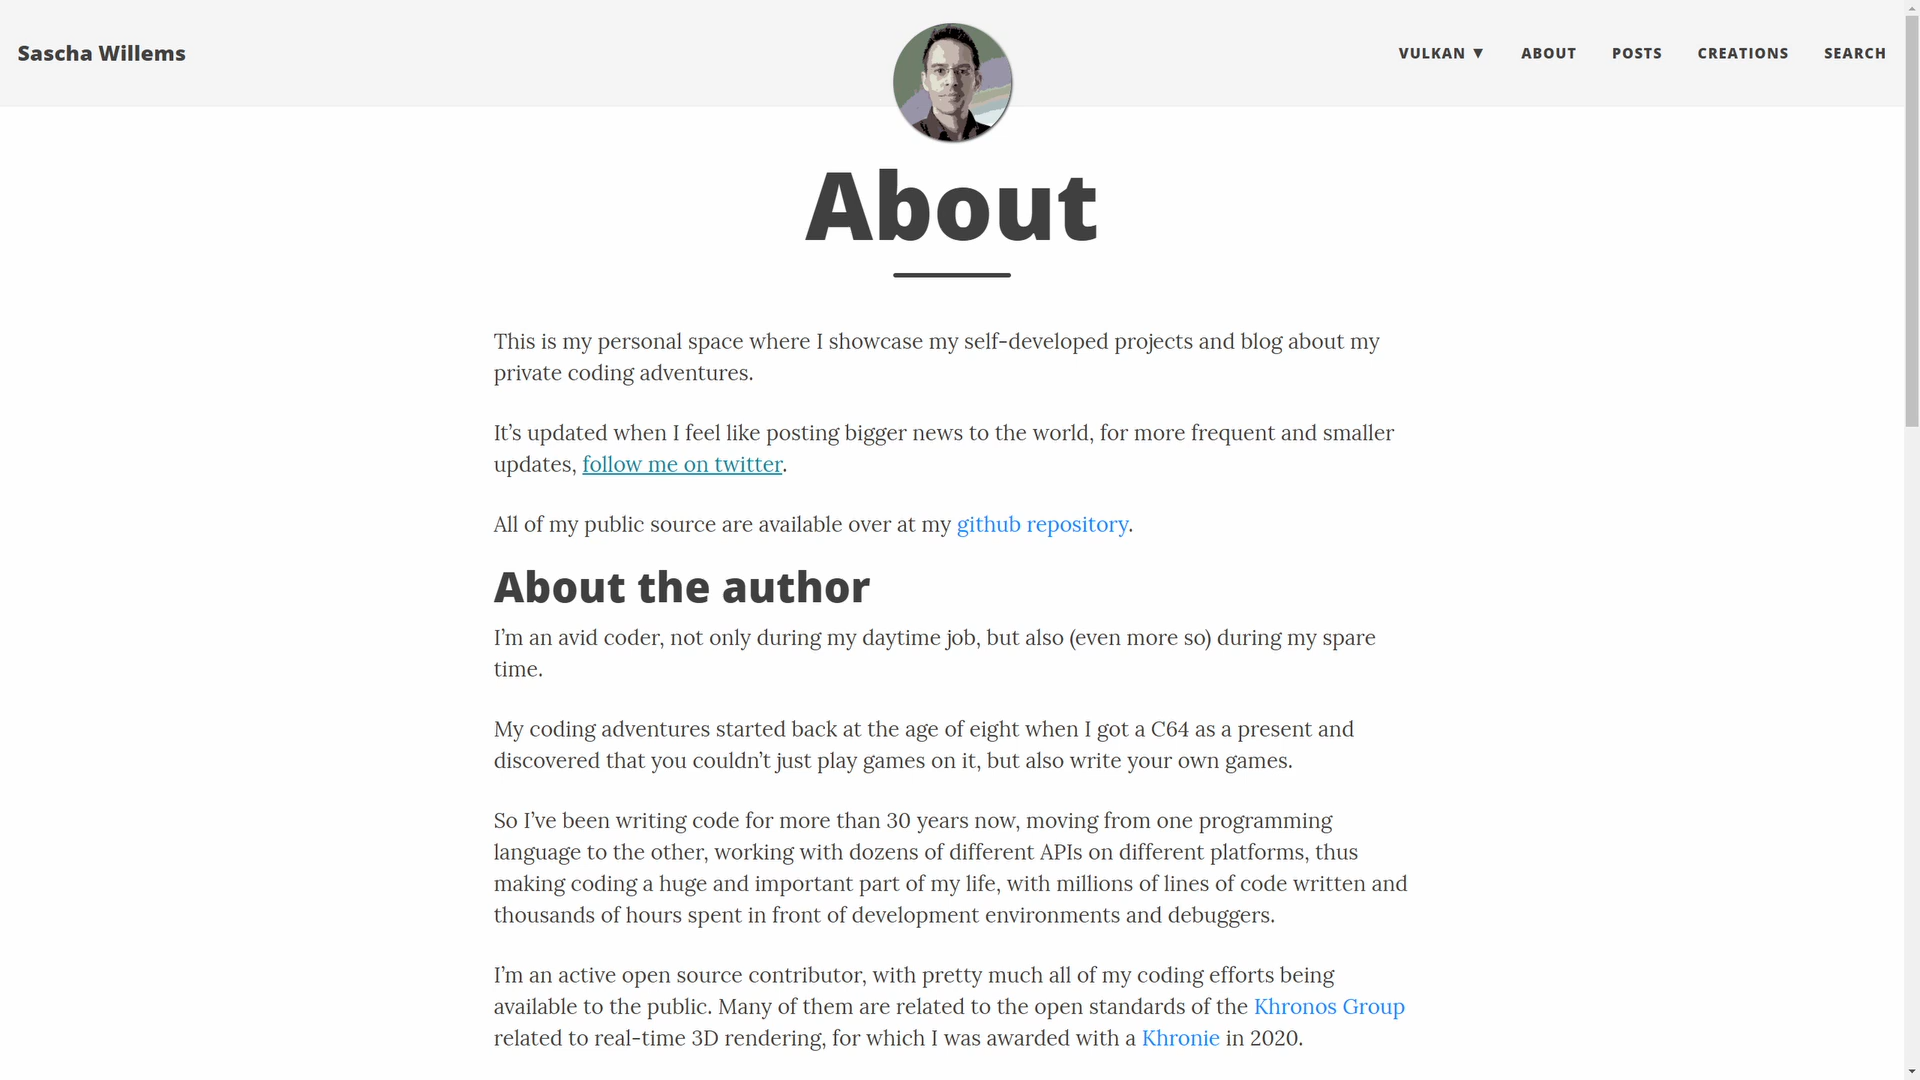 Sascha Willems
VULKAN ▼ ABOUT POSTS CREATIONS SEARCH
About
This is my personal space where I showcase my self-developed projects and blog about my
private coding adventures.
It’s updated when I feel like posting bigger news to the world, for more frequent and smaller
updates, follow me on twitter.
All of my public source are available over at my github repository.
About the author
I’m an avid coder, not only during my daytime job, but also (even more so) during my spare
time.
My coding adventures started back at the age of eight when I got a C64 as a present and
discovered that you couldn’t just play games on it, but also write your own games.
So I’ve been writing code for more than 30 years now, moving from one programming
language to the other, working with dozens of different APIs on different platforms, thus
making coding a huge and important part of my life, with millions of lines of code written and
thousands of hours spent in front of development environments and debuggers.
I’m an active open source contributor, with pretty much all of my coding efforts being
available to the public. Many of them are related to the open standards of the Khronos Group
related to real-time 3D rendering, for which I was awarded with a Khronie in 2020.